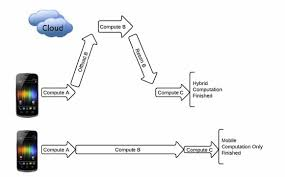 Cloud
Compute B
Offload B
Return B
Compute A
Compute C
Hybrid
Computation
Finished
Compute A
Compute B
Compute C
Mobile
Computation Only
Finished